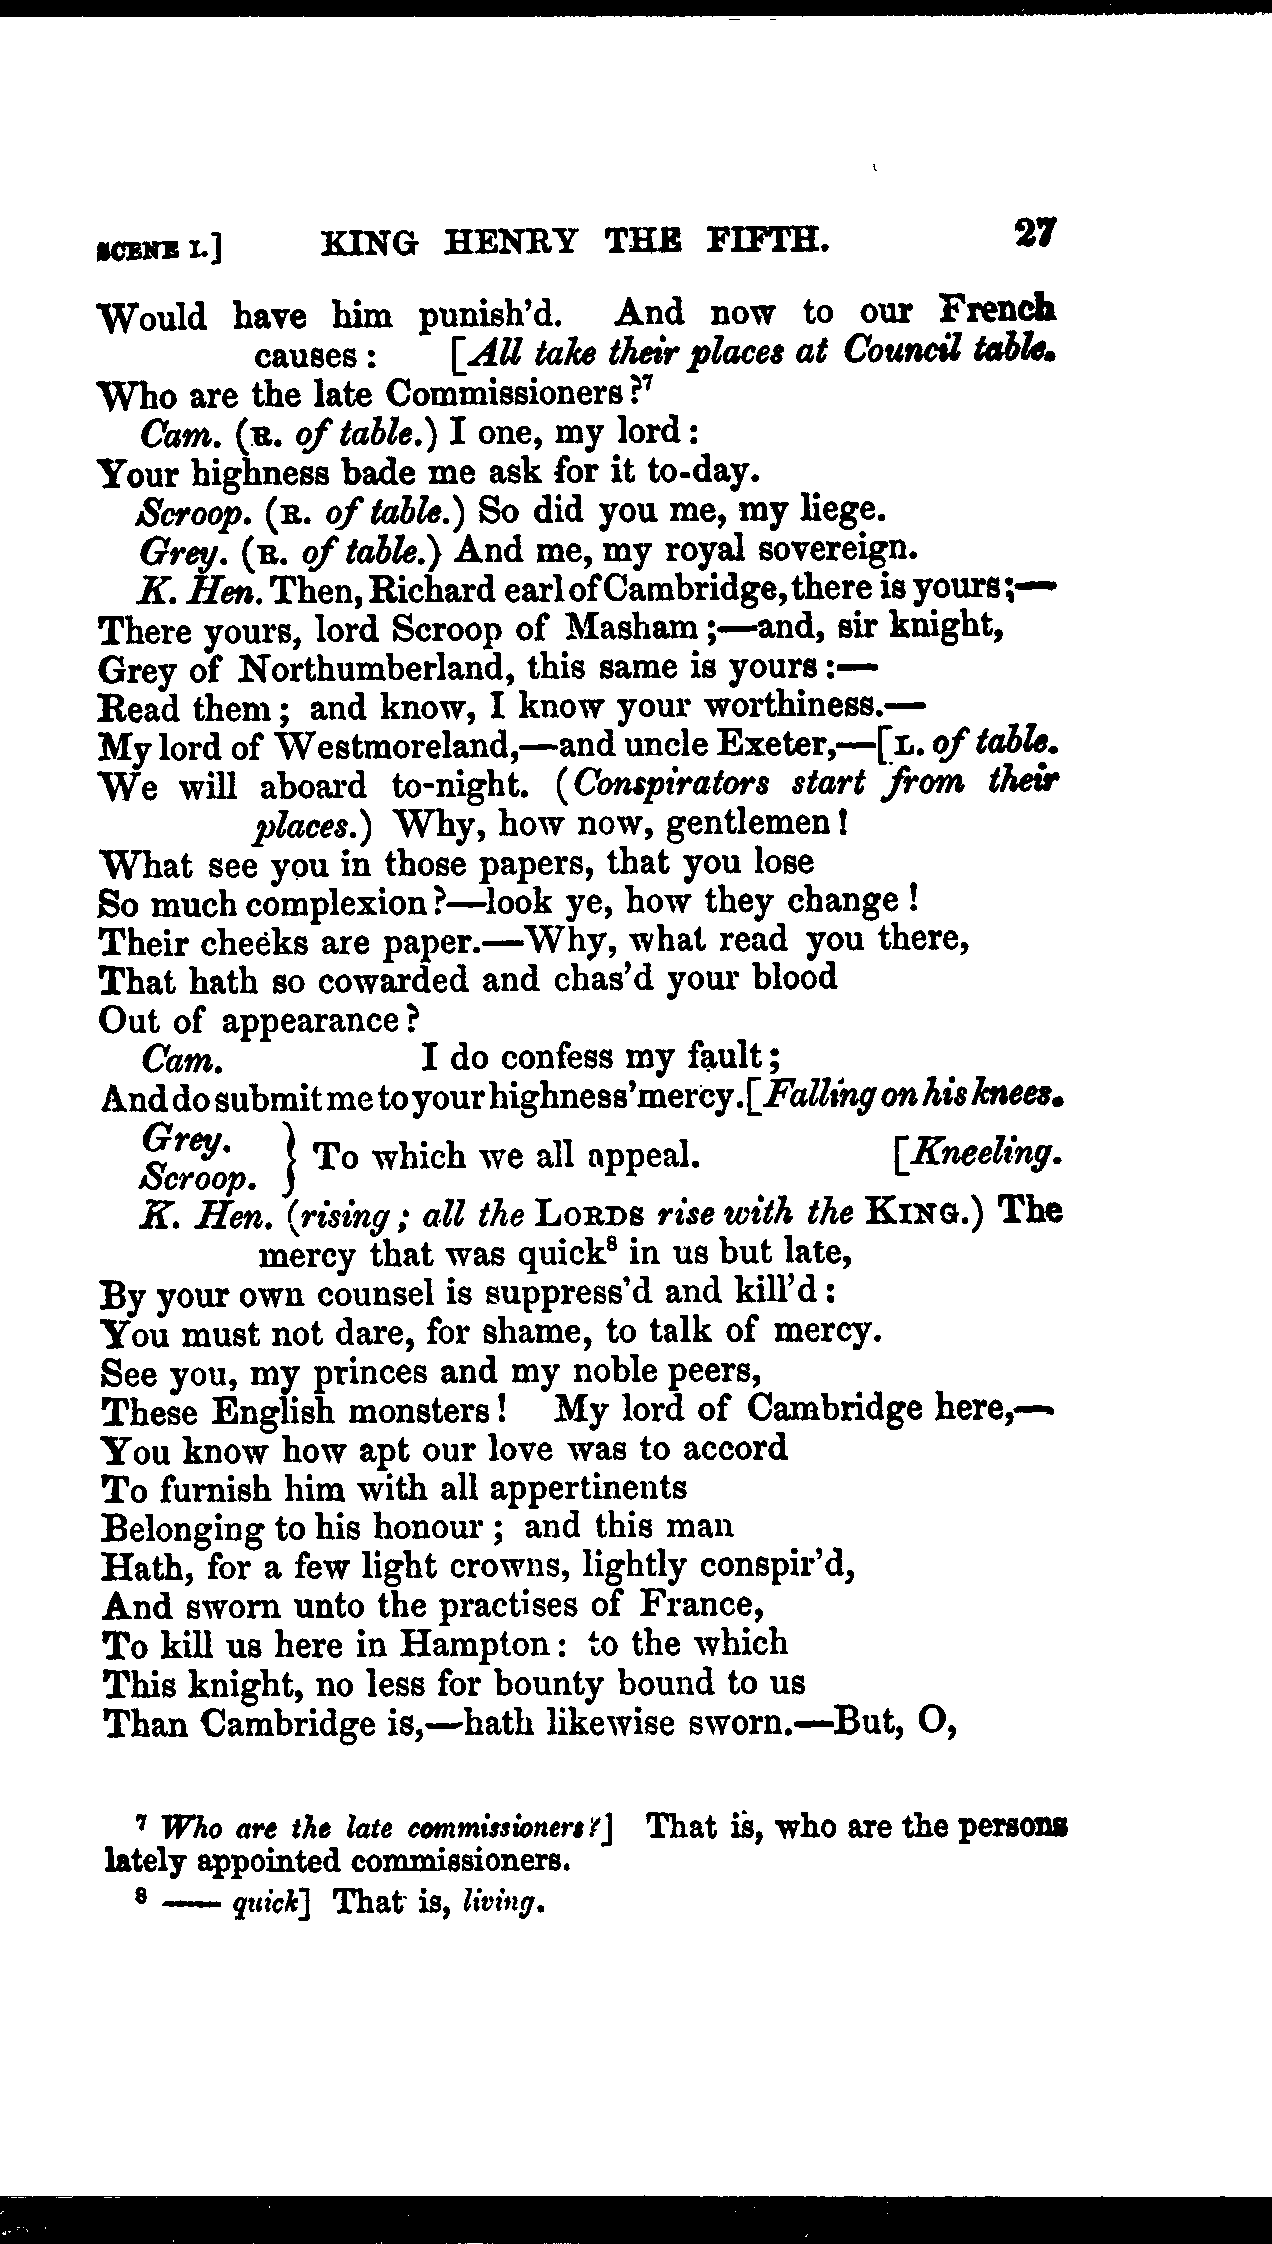 SCENE I.] KING HENRY THE FIFTH. 27
Would have him punish'd. And now to our French
causes : [All take their places at Council table.
Who are the late Commissioners ?⁷
Cam. (R. of table.) I one, my lord :
Your highness bade me ask for it to-day.
Scroop. (R. of table.) So did you me, my liege.
Grey. (R. of table.) And me, my royal sovereign.
K. Hen. Then, Richard earl of Cambridge, there is yours ;—
There yours, lord Scroop of Masham ;—and, sir knight,
Grey of Northumberland, this same is yours :—
Read them ; and know, I know your worthiness.—
My lord of Westmoreland,—and uncle Exeter,—[L. of table.
We will aboard to-night. (Conspirators start from their
places.) Why, how now, gentlemen !
What see you in those papers, that you lose
So much complexion ?—look ye, how they change !
Their cheeks are paper.—Why, what read you there,
That hath so cowarded and chas'd your blood
Out of appearance ?
Cam. I do confess my fault ;
And do submit me to your highness' mercy. [Falling on his knees.
Grey.
Scroop. } To which we all appeal. [Kneeling.
K. Hen. (rising ; all the LORDS rise with the KING.) The
mercy that was quick⁸ in us but late,
By your own counsel is suppress'd and kill'd :
You must not dare, for shame, to talk of mercy.
See you, my princes and my noble peers,
These English monsters ! My lord of Cambridge here,—
You know how apt our love was to accord
To furnish him with all appertinents
Belonging to his honour ; and this man
Hath, for a few light crowns, lightly conspir'd,
And sworn unto the practises of France,
To kill us here in Hampton : to the which
This knight, no less for bounty bound to us
Than Cambridge is,—hath likewise sworn.—But, O,
⁷ Who are the late commissioners ?] That is, who are the persons
lately appointed commissioners.
⁸ —— quick] That is, living.